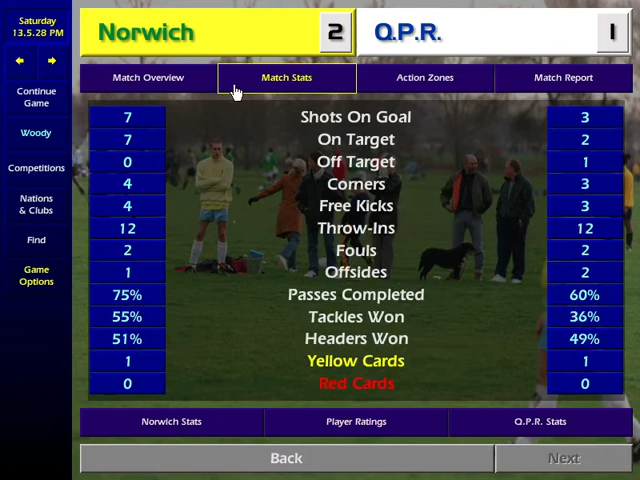 Saturday
13.5.28 PM
Norwich 2 Q.P.R. 1
Match Overview Match Stats Action Zones Match Report
Continue
Game
Woody
Competitions
Nations
& Clubs
Find
Game
Options
7 Shots On Goal 3
7 On Target 2
0 Off Target 1
4 Corners 3
4 Free Kicks 3
12 Throw-Ins 12
2 Fouls 2
1 Offsides 2
75% Passes Completed 60%
55% Tackles Won 36%
51% Headers Won 49%
1 Yellow Cards 1
0 Red Cards 0
Norwich Stats Player Ratings Q.P.R. Stats
Back Next